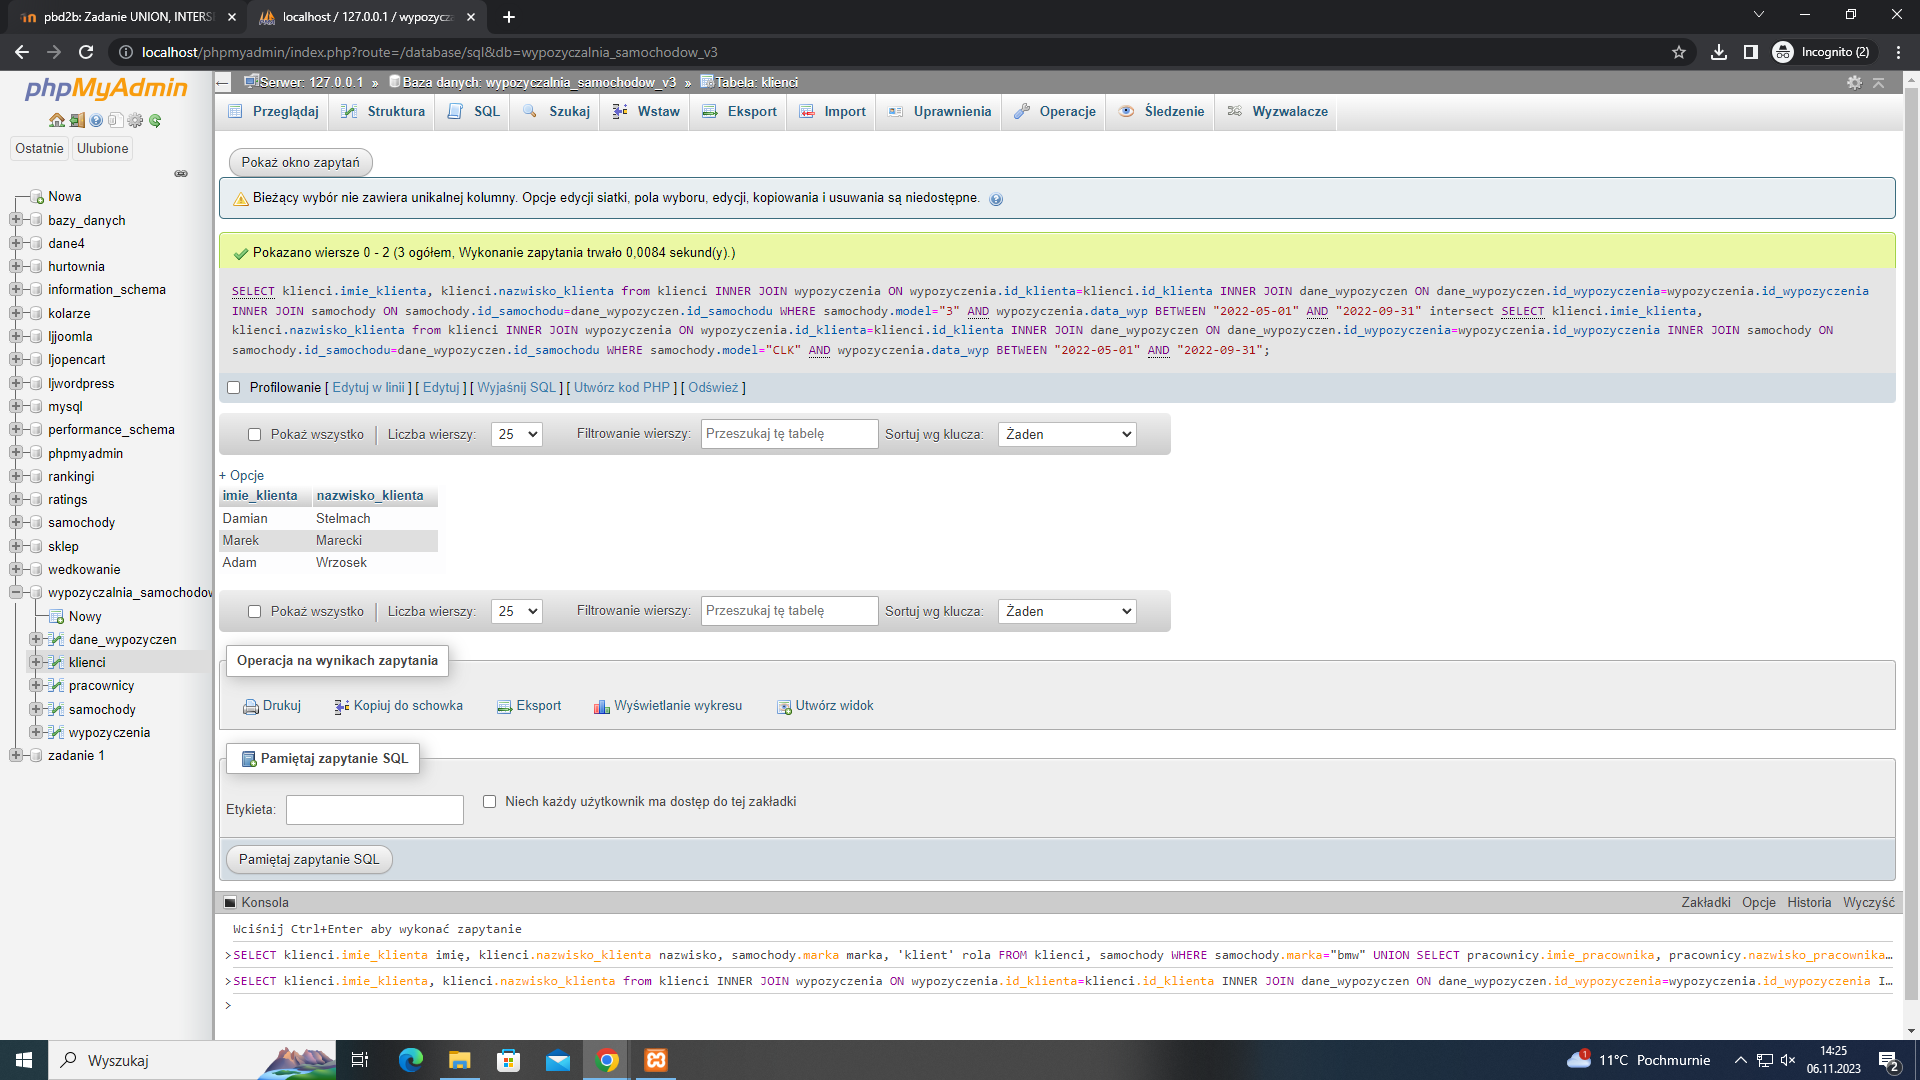 pbd2b: Zadanie UNION, INTERS
localhost / 127.0.0.1 / wypożycza
localhost/phpmyadmin/index.php?route=/database/sql&db=wypozyczalnia_samochodow_v3
Incognito (2)
phpMyAdmin
Ostatnie
Ulubione
Nowa
bazy_danych
dane4
hurtownia
information_schema
kolarze
ljjoomla
ljopencart
ljwordpress
mysql
performance_schema
phpmyadmin
rankingi
ratings
samochody
sklep
wedkowanie
wypozyczalnia_samochodow
Nowy
dane_wypozyczen
klienci
pracownicy
samochody
wypozyczenia
zadanie 1
Serwer: 127.0.0.1 » Baza danych: wypozyczalnia_samochodow_v3 » Tabela: klienci
Przeglądaj Struktura SQL Szukaj Wstaw Eksport Import Uprawnienia Operacje Śledzenie Wyzwalacze
Pokaż okno zapytań
Bieżący wybór nie zawiera unikalnej kolumny. Opcje edycji siatki, pola wyboru, edycji, kopiowania i usuwania są niedostępne.
Pokazano wiersze 0 - 2 (3 ogółem, Wykonanie zapytania trwało 0,0084 sekund(y).)
SELECT klienci.imie_klienta, klienci.nazwisko_klienta from klienci INNER JOIN wypozyczenia ON wypozyczenia.id_klienta=klienci.id_klienta INNER JOIN dane_wypozyczen ON dane_wypozyczen.id_wypozyczenia=wypozyczenia.id_wypozyczenia
INNER JOIN samochody ON samochody.id_samochodu=dane_wypozyczen.id_samochodu WHERE samochody.model="3" AND wypozyczenia.data_wyp BETWEEN "2022-05-01" AND "2022-09-31" intersect SELECT klienci.imie_klienta,
klienci.nazwisko_klienta from klienci INNER JOIN wypozyczenia ON wypozyczenia.id_klienta=klienci.id_klienta INNER JOIN dane_wypozyczen ON dane_wypozyczen.id_wypozyczenia=wypozyczenia.id_wypozyczenia INNER JOIN samochody ON
samochody.id_samochodu=dane_wypozyczen.id_samochodu WHERE samochody.model="CLK" AND wypozyczenia.data_wyp BETWEEN "2022-05-01" AND "2022-09-31";
Profilowanie [ Edytuj w linii ] [ Edytuj ] [ Wyjaśnij SQL ] [ Utwórz kod PHP ] [ Odśwież ]
Pokaż wszystko Liczba wierszy: 25 Filtrowanie wierszy: Przeszukaj tę tabelę Sortuj wg klucza: Żaden
+ Opcje
imie_klienta nazwisko_klienta
Damian Stelmach
Marek Marecki
Adam Wrzosek
Pokaż wszystko Liczba wierszy: 25 Filtrowanie wierszy: Przeszukaj tę tabelę Sortuj wg klucza: Żaden
Operacja na wynikach zapytania
Drukuj Kopiuj do schowka Eksport Wyświetlanie wykresu Utwórz widok
Pamiętaj zapytanie SQL
Etykieta: Niech każdy użytkownik ma dostęp do tej zakładki
Pamiętaj zapytanie SQL
Konsola Zakładki Opcje Historia Wyczyść
Wciśnij Ctrl+Enter aby wykonać zapytanie
>SELECT klienci.imie_klienta imię, klienci.nazwisko_klienta nazwisko, samochody.marka marka, 'klient' rola FROM klienci, samochody WHERE samochody.marka="bmw" UNION SELECT pracownicy.imie_pracownika, pracownicy.nazwisko_pracownika…
>SELECT klienci.imie_klienta, klienci.nazwisko_klienta from klienci INNER JOIN wypozyczenia ON wypozyczenia.id_klienta=klienci.id_klienta INNER JOIN dane_wypozyczen ON dane_wypozyczen.id_wypozyczenia=wypozyczenia.id_wypozyczenia I…
>
Wyszukaj
1
11°C Pochmurnie
14:25
06.11.2023
2